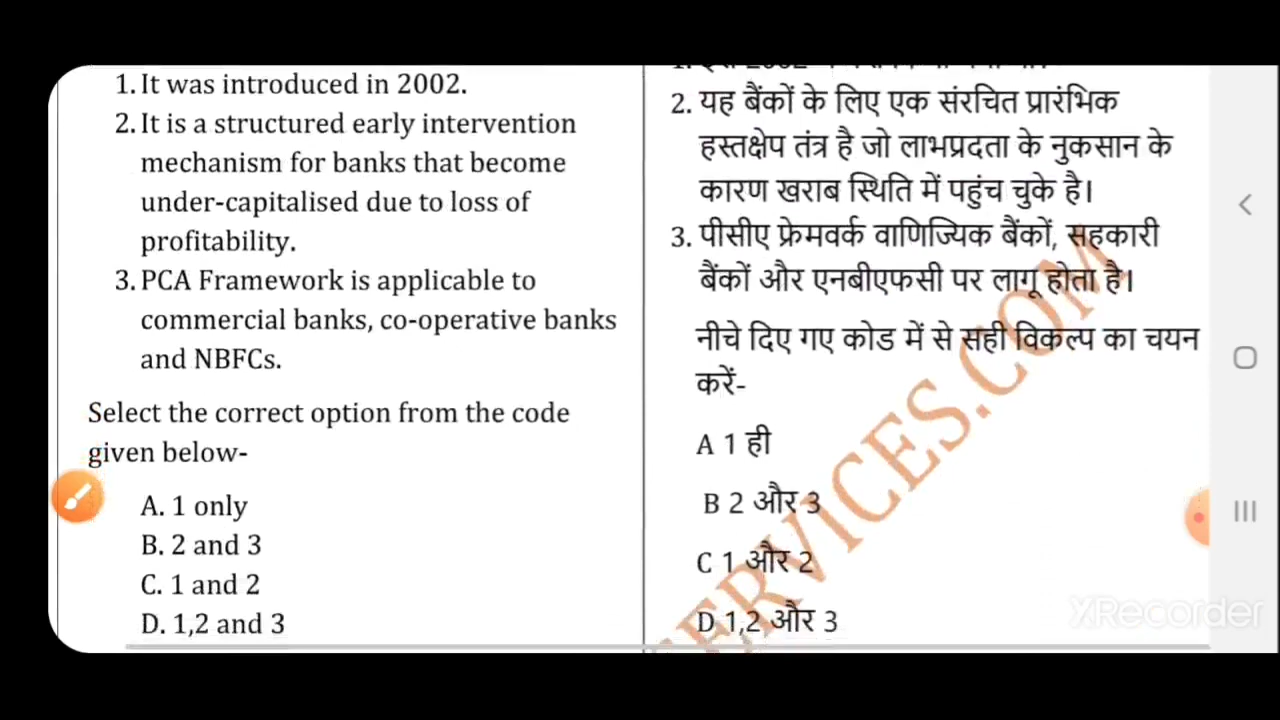 1. It was introduced in 2002.
2. It is a structured early intervention
mechanism for banks that become
under-capitalised due to loss of
profitability.
3. PCA Framework is applicable to
commercial banks, co-operative banks
and NBFCs.
Select the correct option from the code
given below-
A. 1 only
B. 2 and 3
C. 1 and 2
D. 1,2 and 3
2. यह बैंकों के लिए एक संरचित प्रारंभिक
हस्तक्षेप तंत्र है जो लाभप्रदता के नुकसान के
कारण खराब स्थिति में पहुंच चुके है।
3. पीसीए फ्रेमवर्क वाणिज्यिक बैंकों, सहकारी
बैंकों और एनबीएफसी पर लागू होता है।
नीचे दिए गए कोड में से सही विकल्प का चयन
करें-
A 1 ही
B 2 और 3
C 1 और 2
D 1,2 और 3
SERVICES.COM
XRecorder